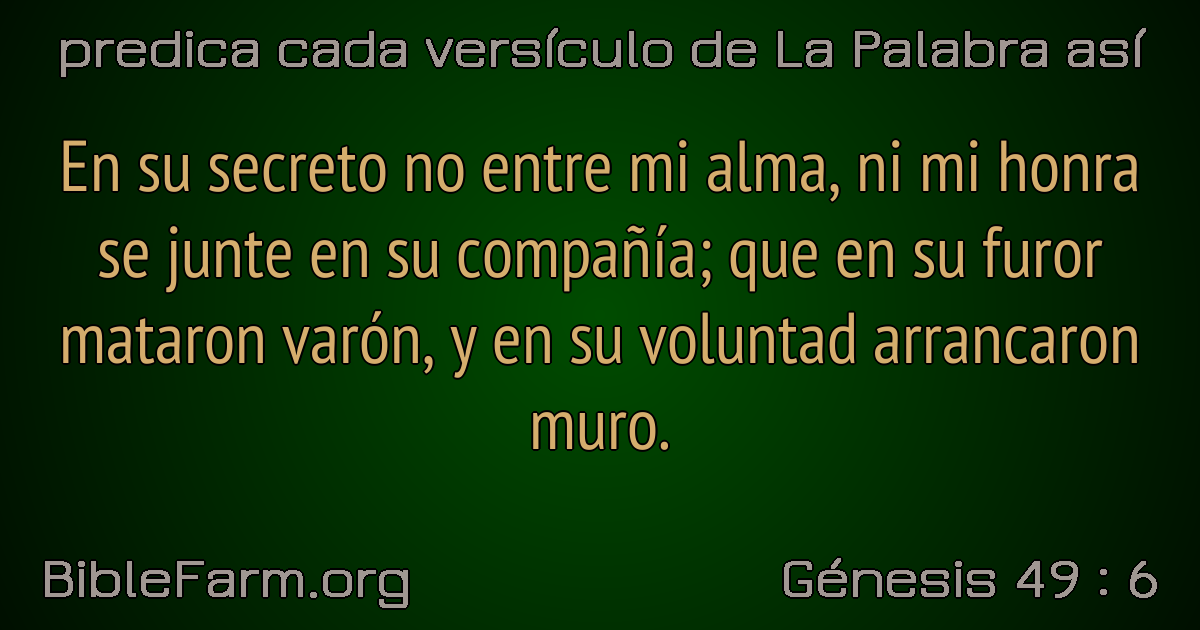 predica cada versículo de La Palabra así
En su secreto no entre mi alma, ni mi honra
se junte en su compañía; que en su furor
mataron varón, y en su voluntad arrancaron
muro.
BibleFarm.org
Génesis 49 : 6